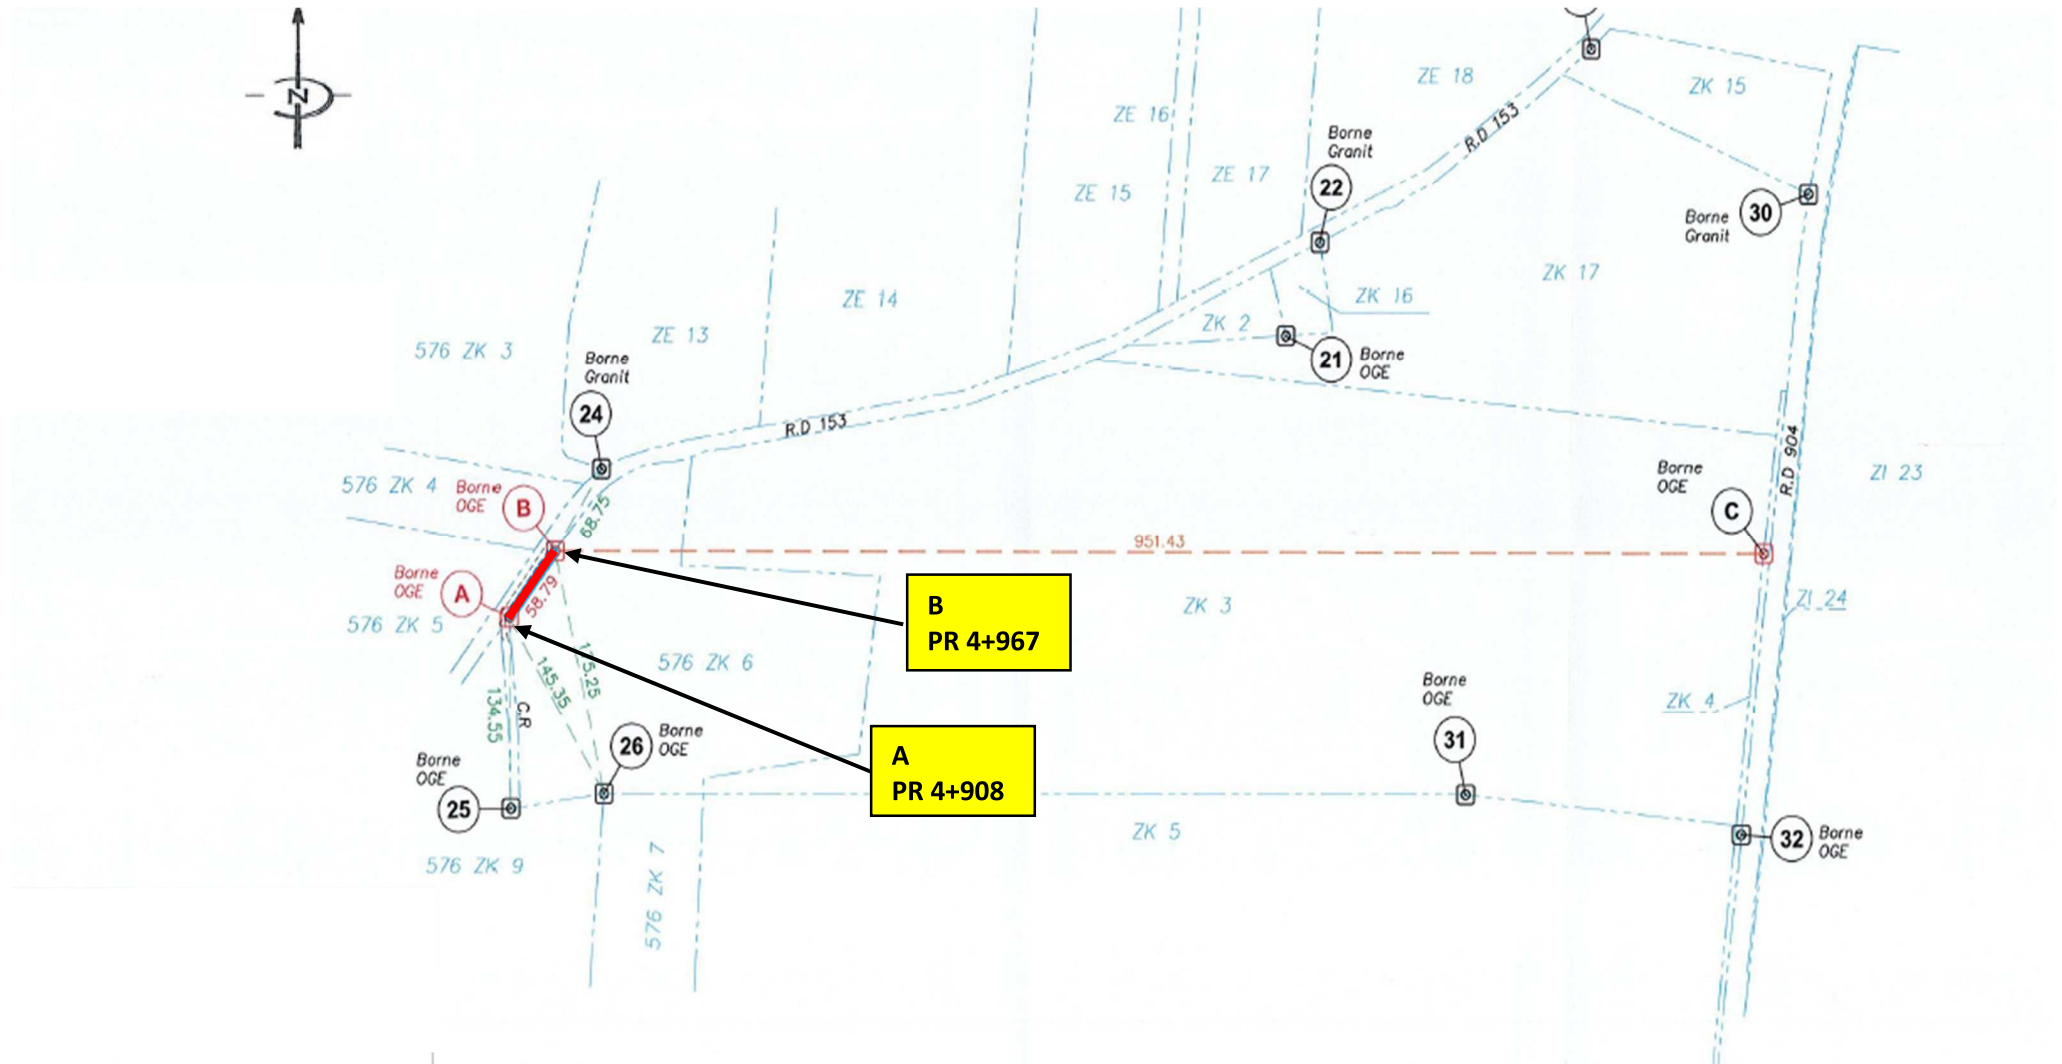 N
ZE 18
ZK 15
R.D 153
ZE 16
Borne
Granit
22
ZE 17
ZE 15
30
Borne
Granit
ZK 17
ZE 14
ZK 16
ZK 2
ZE 13
576 ZK 3
Borne
Granit
24
21
Borne
OGE
R.D 153
R.D 904
576 ZK 4
Borne
OGE
B
68.75
Borne
OGE
C
ZI 23
951.43
Borne
OGE
A
58.79
576 ZK 5
B
PR 4+967
ZK 3
ZI 24
145.35
576 ZK 6
134.55
C.R
Borne
OGE
31
ZK 4
26
Borne
OGE
A
PR 4+908
Borne
OGE
25
ZK 5
32
Borne
OGE
576 ZK 9
576 ZK 7